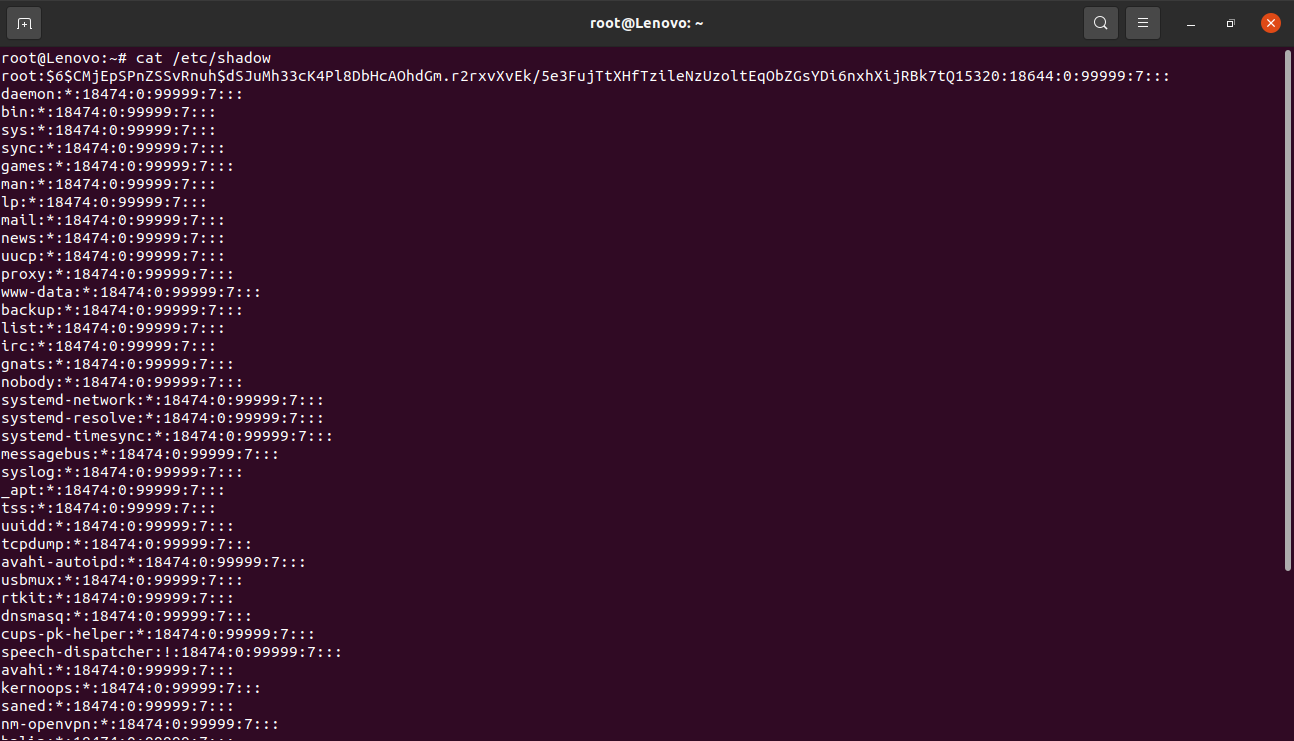 root@Lenovo: ~
root@Lenovo:~# cat /etc/shadow
root:$6$CMjEpSPnZSSvRnuh$dSJuMh33cK4Pl8DbHcAOhdGm.r2rxvXvEk/5e3FujTtXHfTzileNzUzoltEqObZGsYDi6nxhXijRBk7tQ15320:18644:0:99999:7:::
daemon:*:18474:0:99999:7:::
bin:*:18474:0:99999:7:::
sys:*:18474:0:99999:7:::
sync:*:18474:0:99999:7:::
games:*:18474:0:99999:7:::
man:*:18474:0:99999:7:::
lp:*:18474:0:99999:7:::
mail:*:18474:0:99999:7:::
news:*:18474:0:99999:7:::
uucp:*:18474:0:99999:7:::
proxy:*:18474:0:99999:7:::
www-data:*:18474:0:99999:7:::
backup:*:18474:0:99999:7:::
list:*:18474:0:99999:7:::
irc:*:18474:0:99999:7:::
gnats:*:18474:0:99999:7:::
nobody:*:18474:0:99999:7:::
systemd-network:*:18474:0:99999:7:::
systemd-resolve:*:18474:0:99999:7:::
systemd-timesync:*:18474:0:99999:7:::
messagebus:*:18474:0:99999:7:::
syslog:*:18474:0:99999:7:::
_apt:*:18474:0:99999:7:::
tss:*:18474:0:99999:7:::
uuidd:*:18474:0:99999:7:::
tcpdump:*:18474:0:99999:7:::
avahi-autoipd:*:18474:0:99999:7:::
usbmux:*:18474:0:99999:7:::
rtkit:*:18474:0:99999:7:::
dnsmasq:*:18474:0:99999:7:::
cups-pk-helper:*:18474:0:99999:7:::
speech-dispatcher:!:18474:0:99999:7:::
avahi:*:18474:0:99999:7:::
kernoops:*:18474:0:99999:7:::
saned:*:18474:0:99999:7:::
nm-openvpn:*:18474:0:99999:7:::